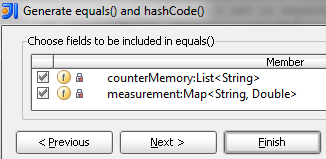 Generate equals() and hashCode()
Choose fields to be included in equals()
Member
f counterMemory:List<String>
f measurement:Map<String, Double>
< Previous Next > Finish